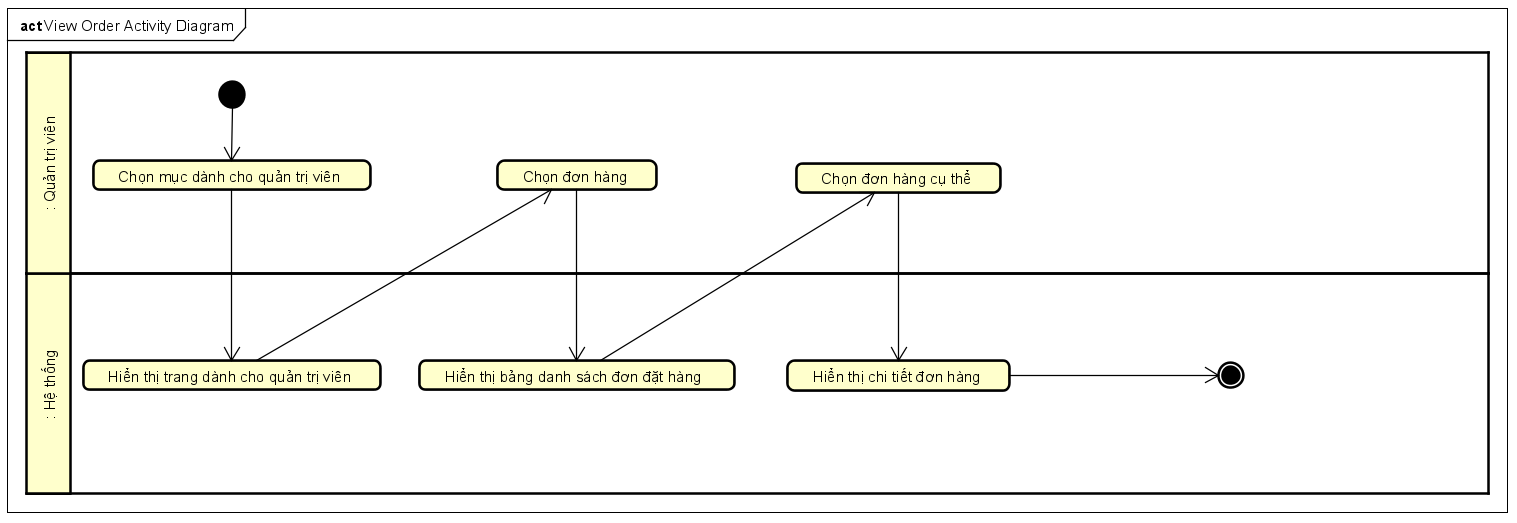 act View Order Activity Diagram
: Quản trị viên
Chọn mục dành cho quản trị viên
Chọn đơn hàng
Chọn đơn hàng cụ thể
: Hệ thống
Hiển thị trang dành cho quản trị viên
Hiển thị bảng danh sách đơn đặt hàng
Hiển thị chi tiết đơn hàng